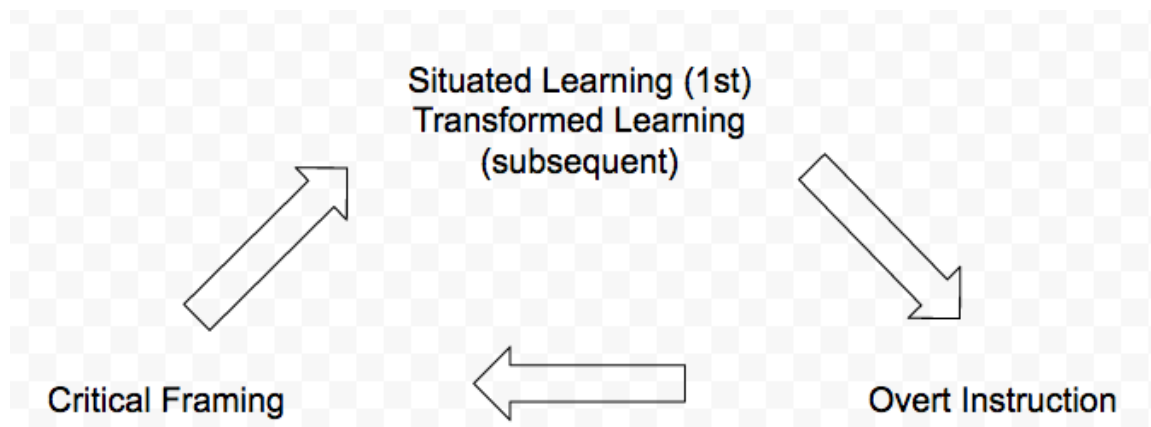 Situated Learning (1st)
Transformed Learning
(subsequent)
Critical Framing
Overt Instruction